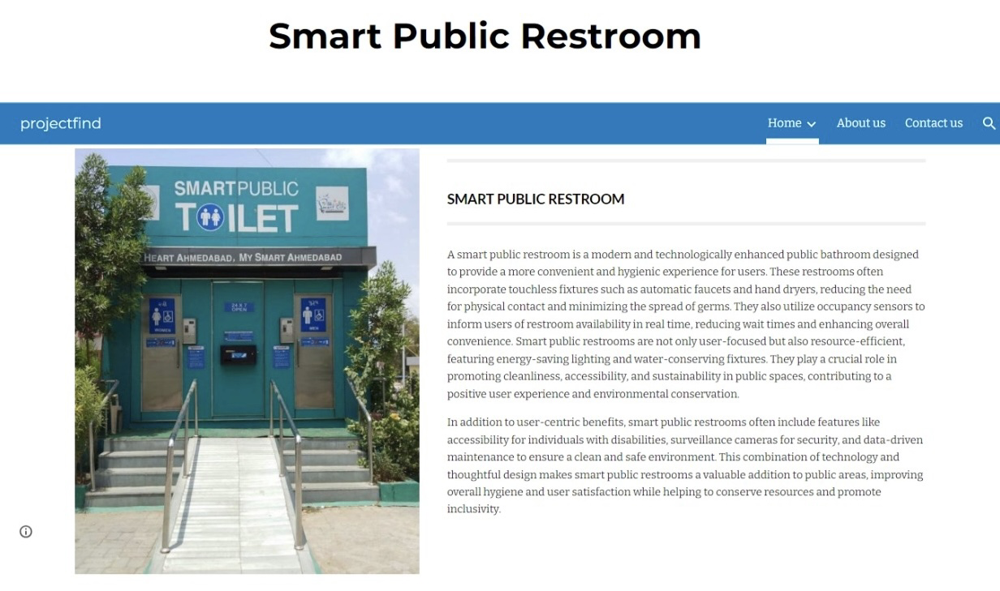 Smart Public Restroom
projectfind
Home
About us
Contact us
SMARTPUBLIC
TOILET
HEART AHMEDABAD, MY SMART AHMEDABAD
24 X 7
OPEN
WOMEN
MEN
SMART PUBLIC RESTROOM
A smart public restroom is a modern and technologically enhanced public bathroom designed
to provide a more convenient and hygienic experience for users. These restrooms often
incorporate touchless fixtures such as automatic faucets and hand dryers, reducing the need
for physical contact and minimizing the spread of germs. They also utilize occupancy sensors to
inform users of restroom availability in real time, reducing wait times and enhancing overall
convenience. Smart public restrooms are not only user-focused but also resource-efficient,
featuring energy-saving lighting and water-conserving fixtures. They play a crucial role in
promoting cleanliness, accessibility, and sustainability in public spaces, contributing to a
positive user experience and environmental conservation.
In addition to user-centric benefits, smart public restrooms often include features like
accessibility for individuals with disabilities, surveillance cameras for security, and data-driven
maintenance to ensure a clean and safe environment. This combination of technology and
thoughtful design makes smart public restrooms a valuable addition to public areas, improving
overall hygiene and user satisfaction while helping to conserve resources and promote
inclusivity.